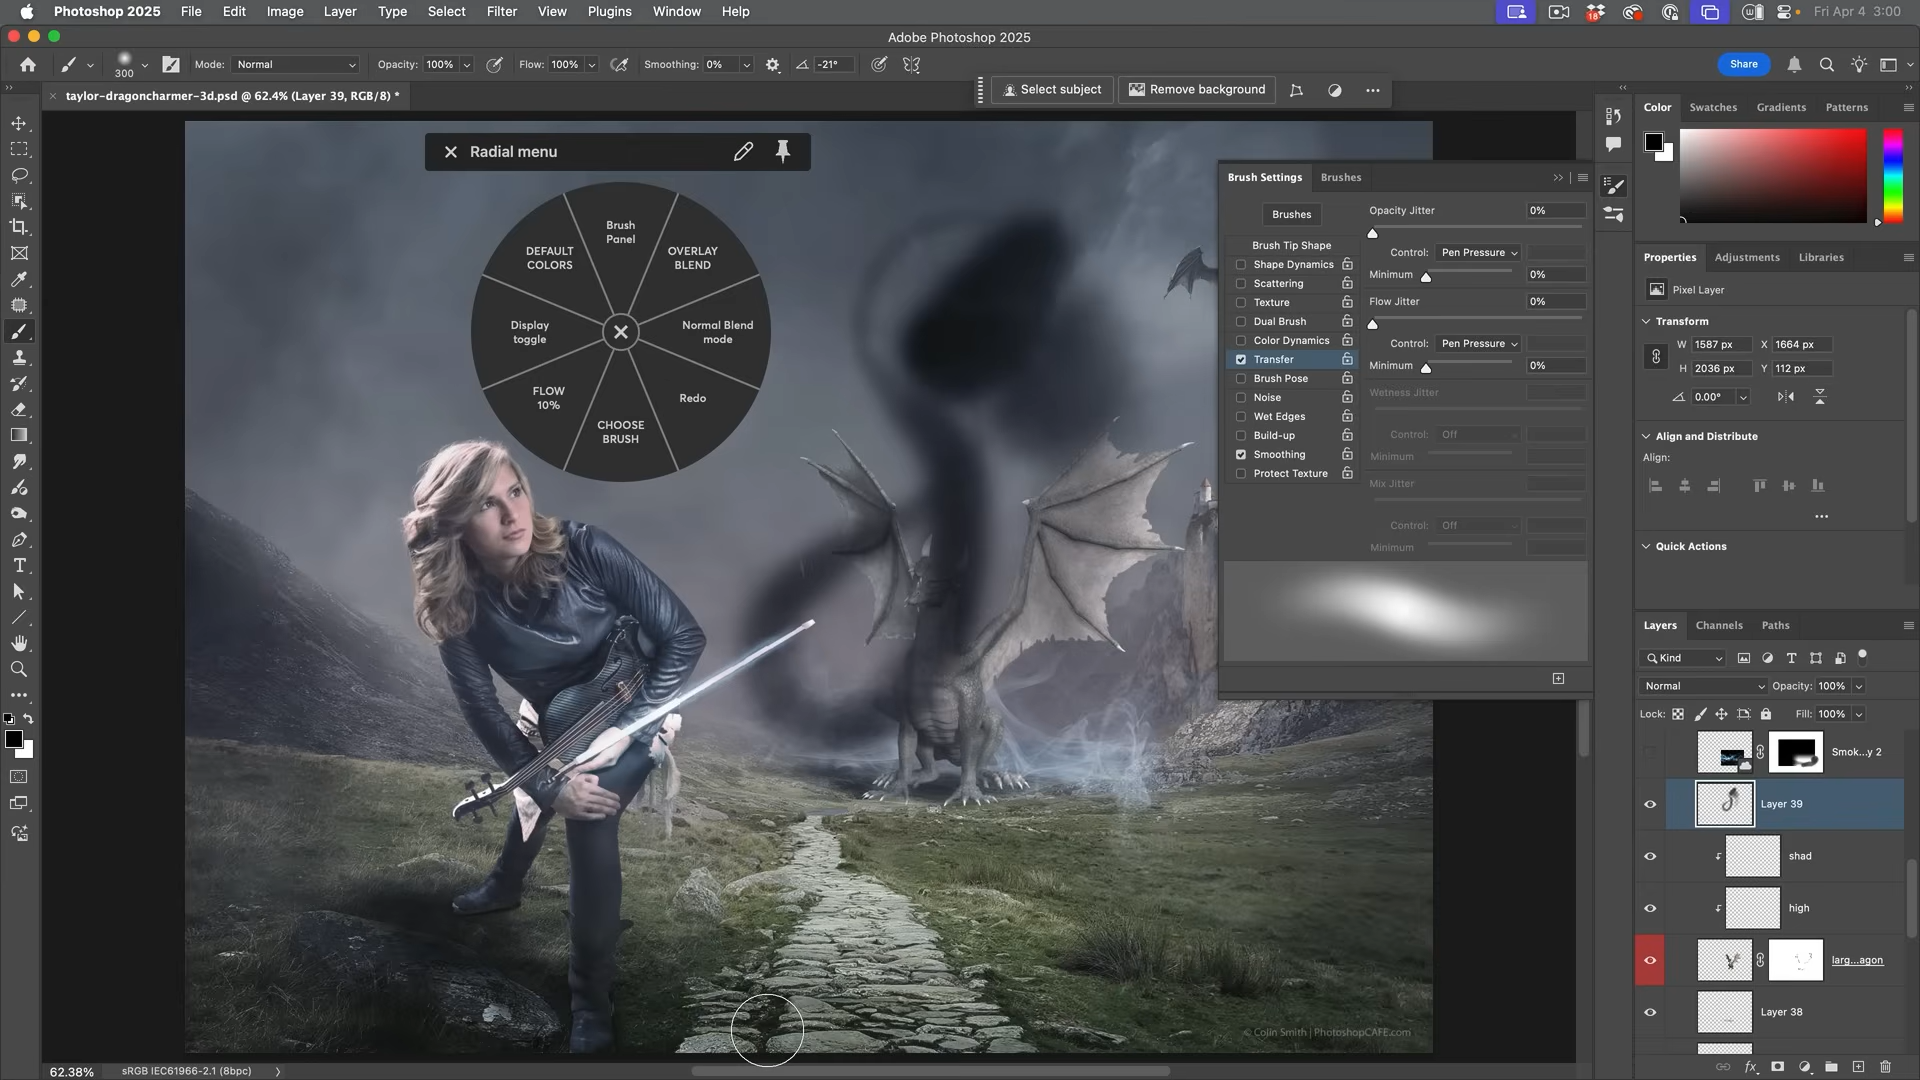 Photoshop 2025 File Edit Image Layer Type Select Filter View Plugins Window Help
18
Fri Apr 4 3:00
Adobe Photoshop 2025
300
Mode: Normal
Opacity: 100%
Flow: 100%
Smoothing: 0%
-21°
Share
× taylor-dragoncharmer-3d.psd @ 62.4% (Layer 39, RGB/8) *
Select subject
Remove background
Radial menu
Brush
Panel
OVERLAY
BLEND
Normal Blend
mode
Redo
CHOOSE
BRUSH
FLOW
10%
Display
toggle
DEFAULT
COLORS
Brush Settings
Brushes
Brushes
Brush Tip Shape
Shape Dynamics
Scattering
Texture
Dual Brush
Color Dynamics
Transfer
Brush Pose
Noise
Wet Edges
Build-up
Smoothing
Protect Texture
Opacity Jitter 0%
Control: Pen Pressure
Minimum 0%
Flow Jitter 0%
Control: Pen Pressure
Minimum 0%
Wetness Jitter
Control: Off
Minimum
Mix Jitter
Control: Off
Minimum
Color Swatches Gradients Patterns
Properties Adjustments Libraries
Pixel Layer
Transform
W 1587 px X 1664 px
H 2036 px Y 112 px
0.00°
Align and Distribute
Align:
Quick Actions
Layers Channels Paths
Kind
Normal Opacity: 100%
Lock: Fill: 100%
Smok...y 2
Layer 39
shad
high
larg...agon
Layer 38
© Colin Smith | PhotoshopCAFE.com
62.38% sRGB IEC61966-2.1 (8bpc)